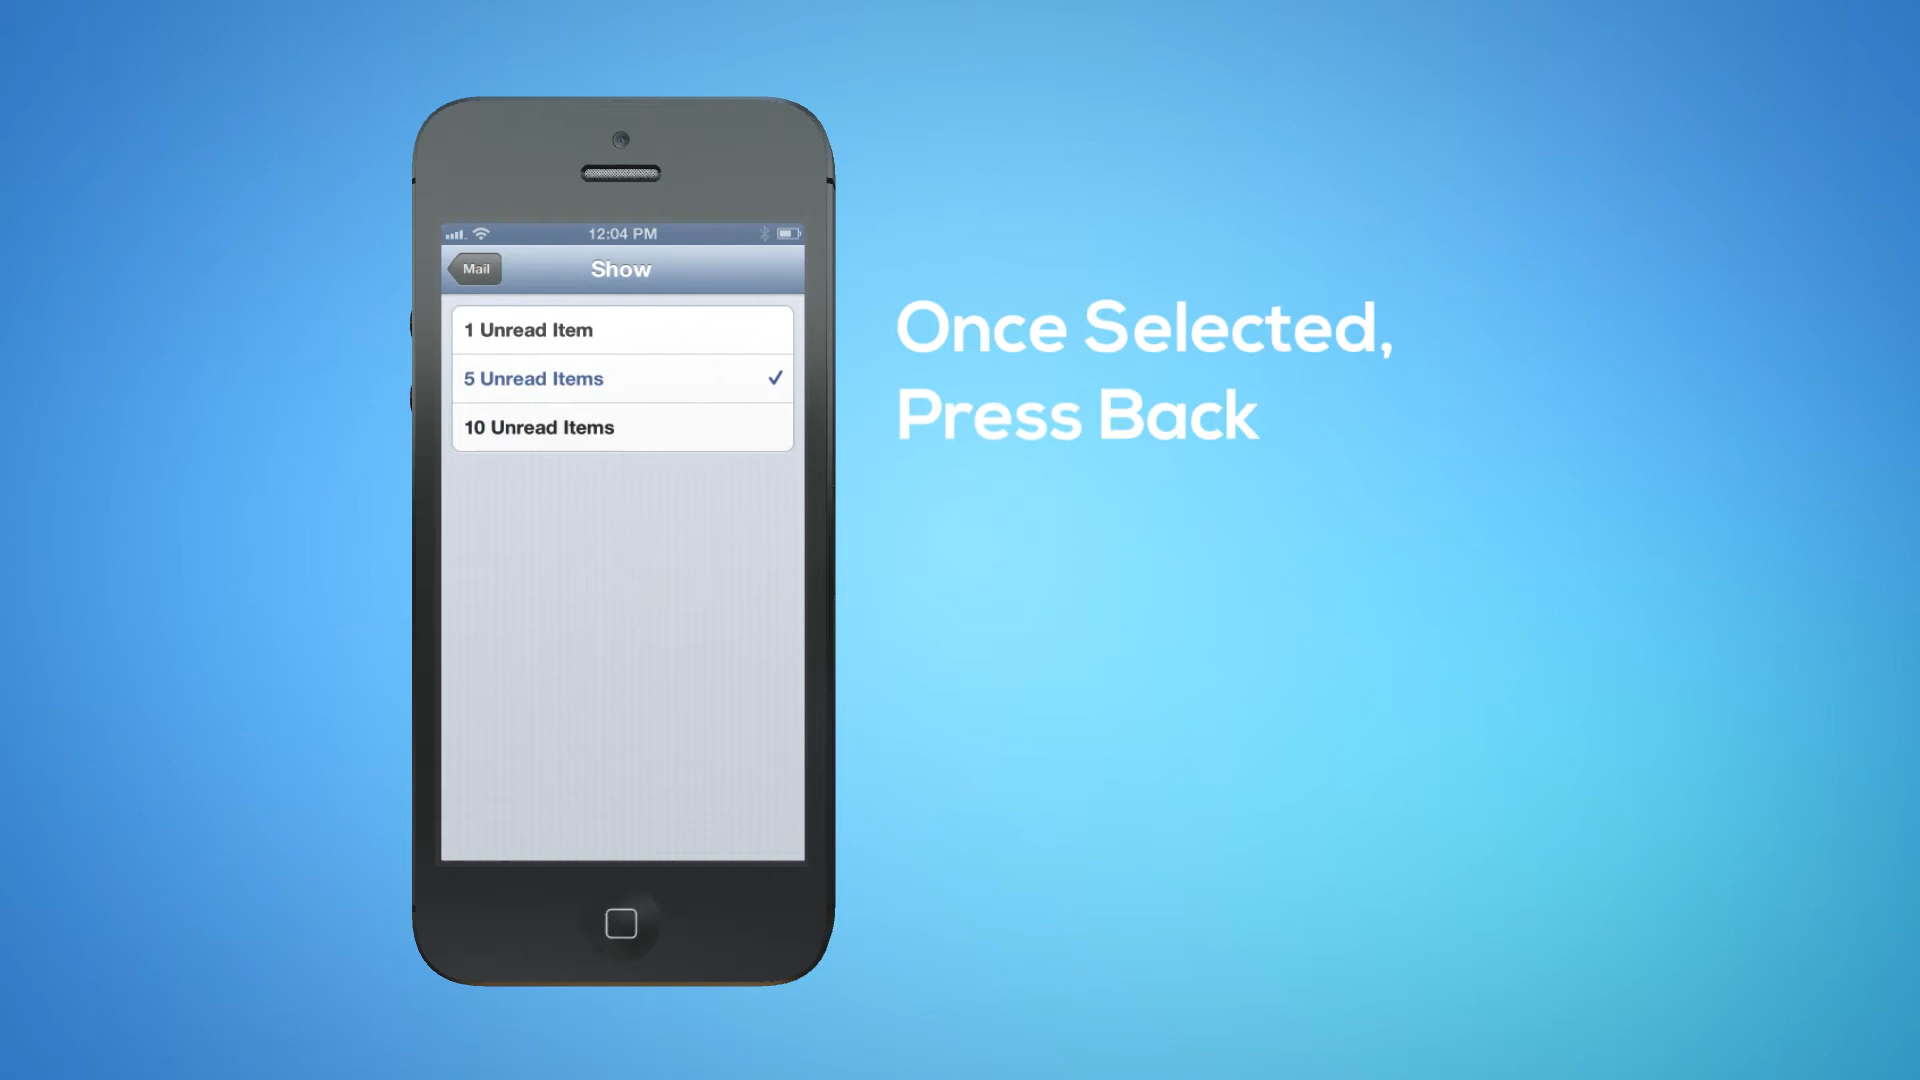 12:04 PM
Mail
Show
1 Unread Item
5 Unread Items
10 Unread Items
Once Selected,
Press Back